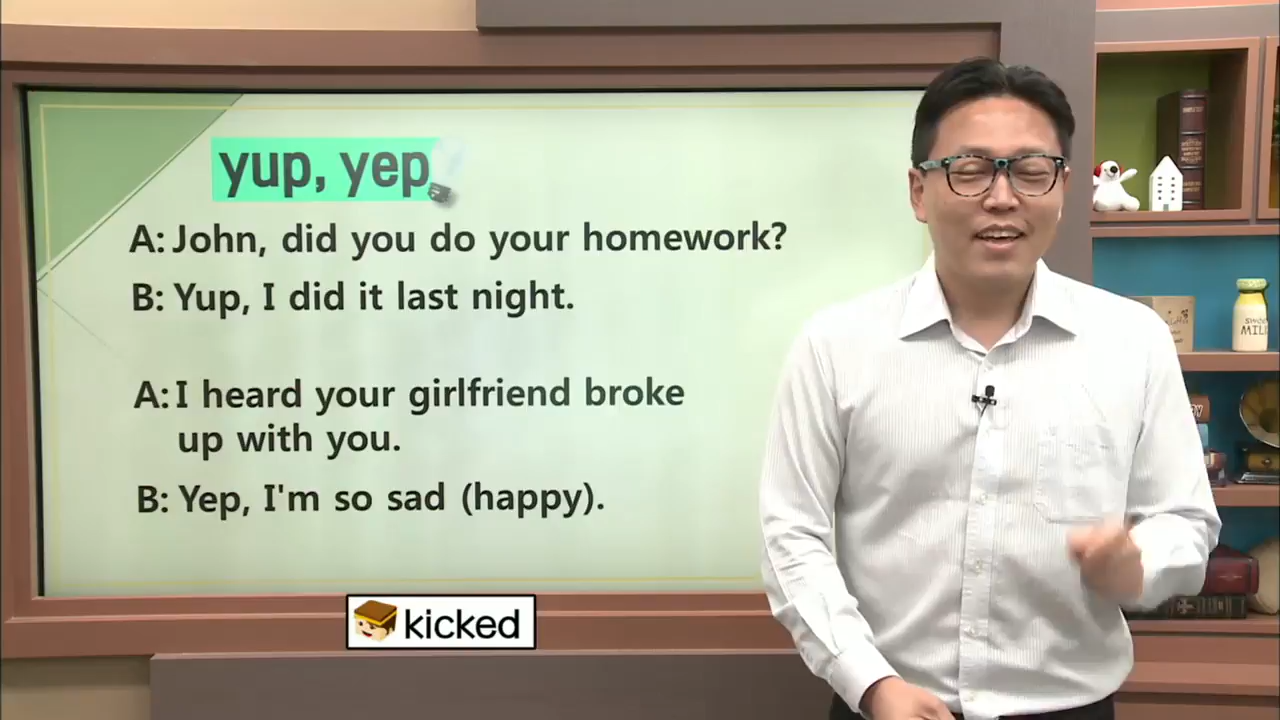 yup, yep
A: John, did you do your homework?
B: Yup, I did it last night.
A: I heard your girlfriend broke
up with you.
B: Yep, I'm so sad (happy).
kicked
MILK